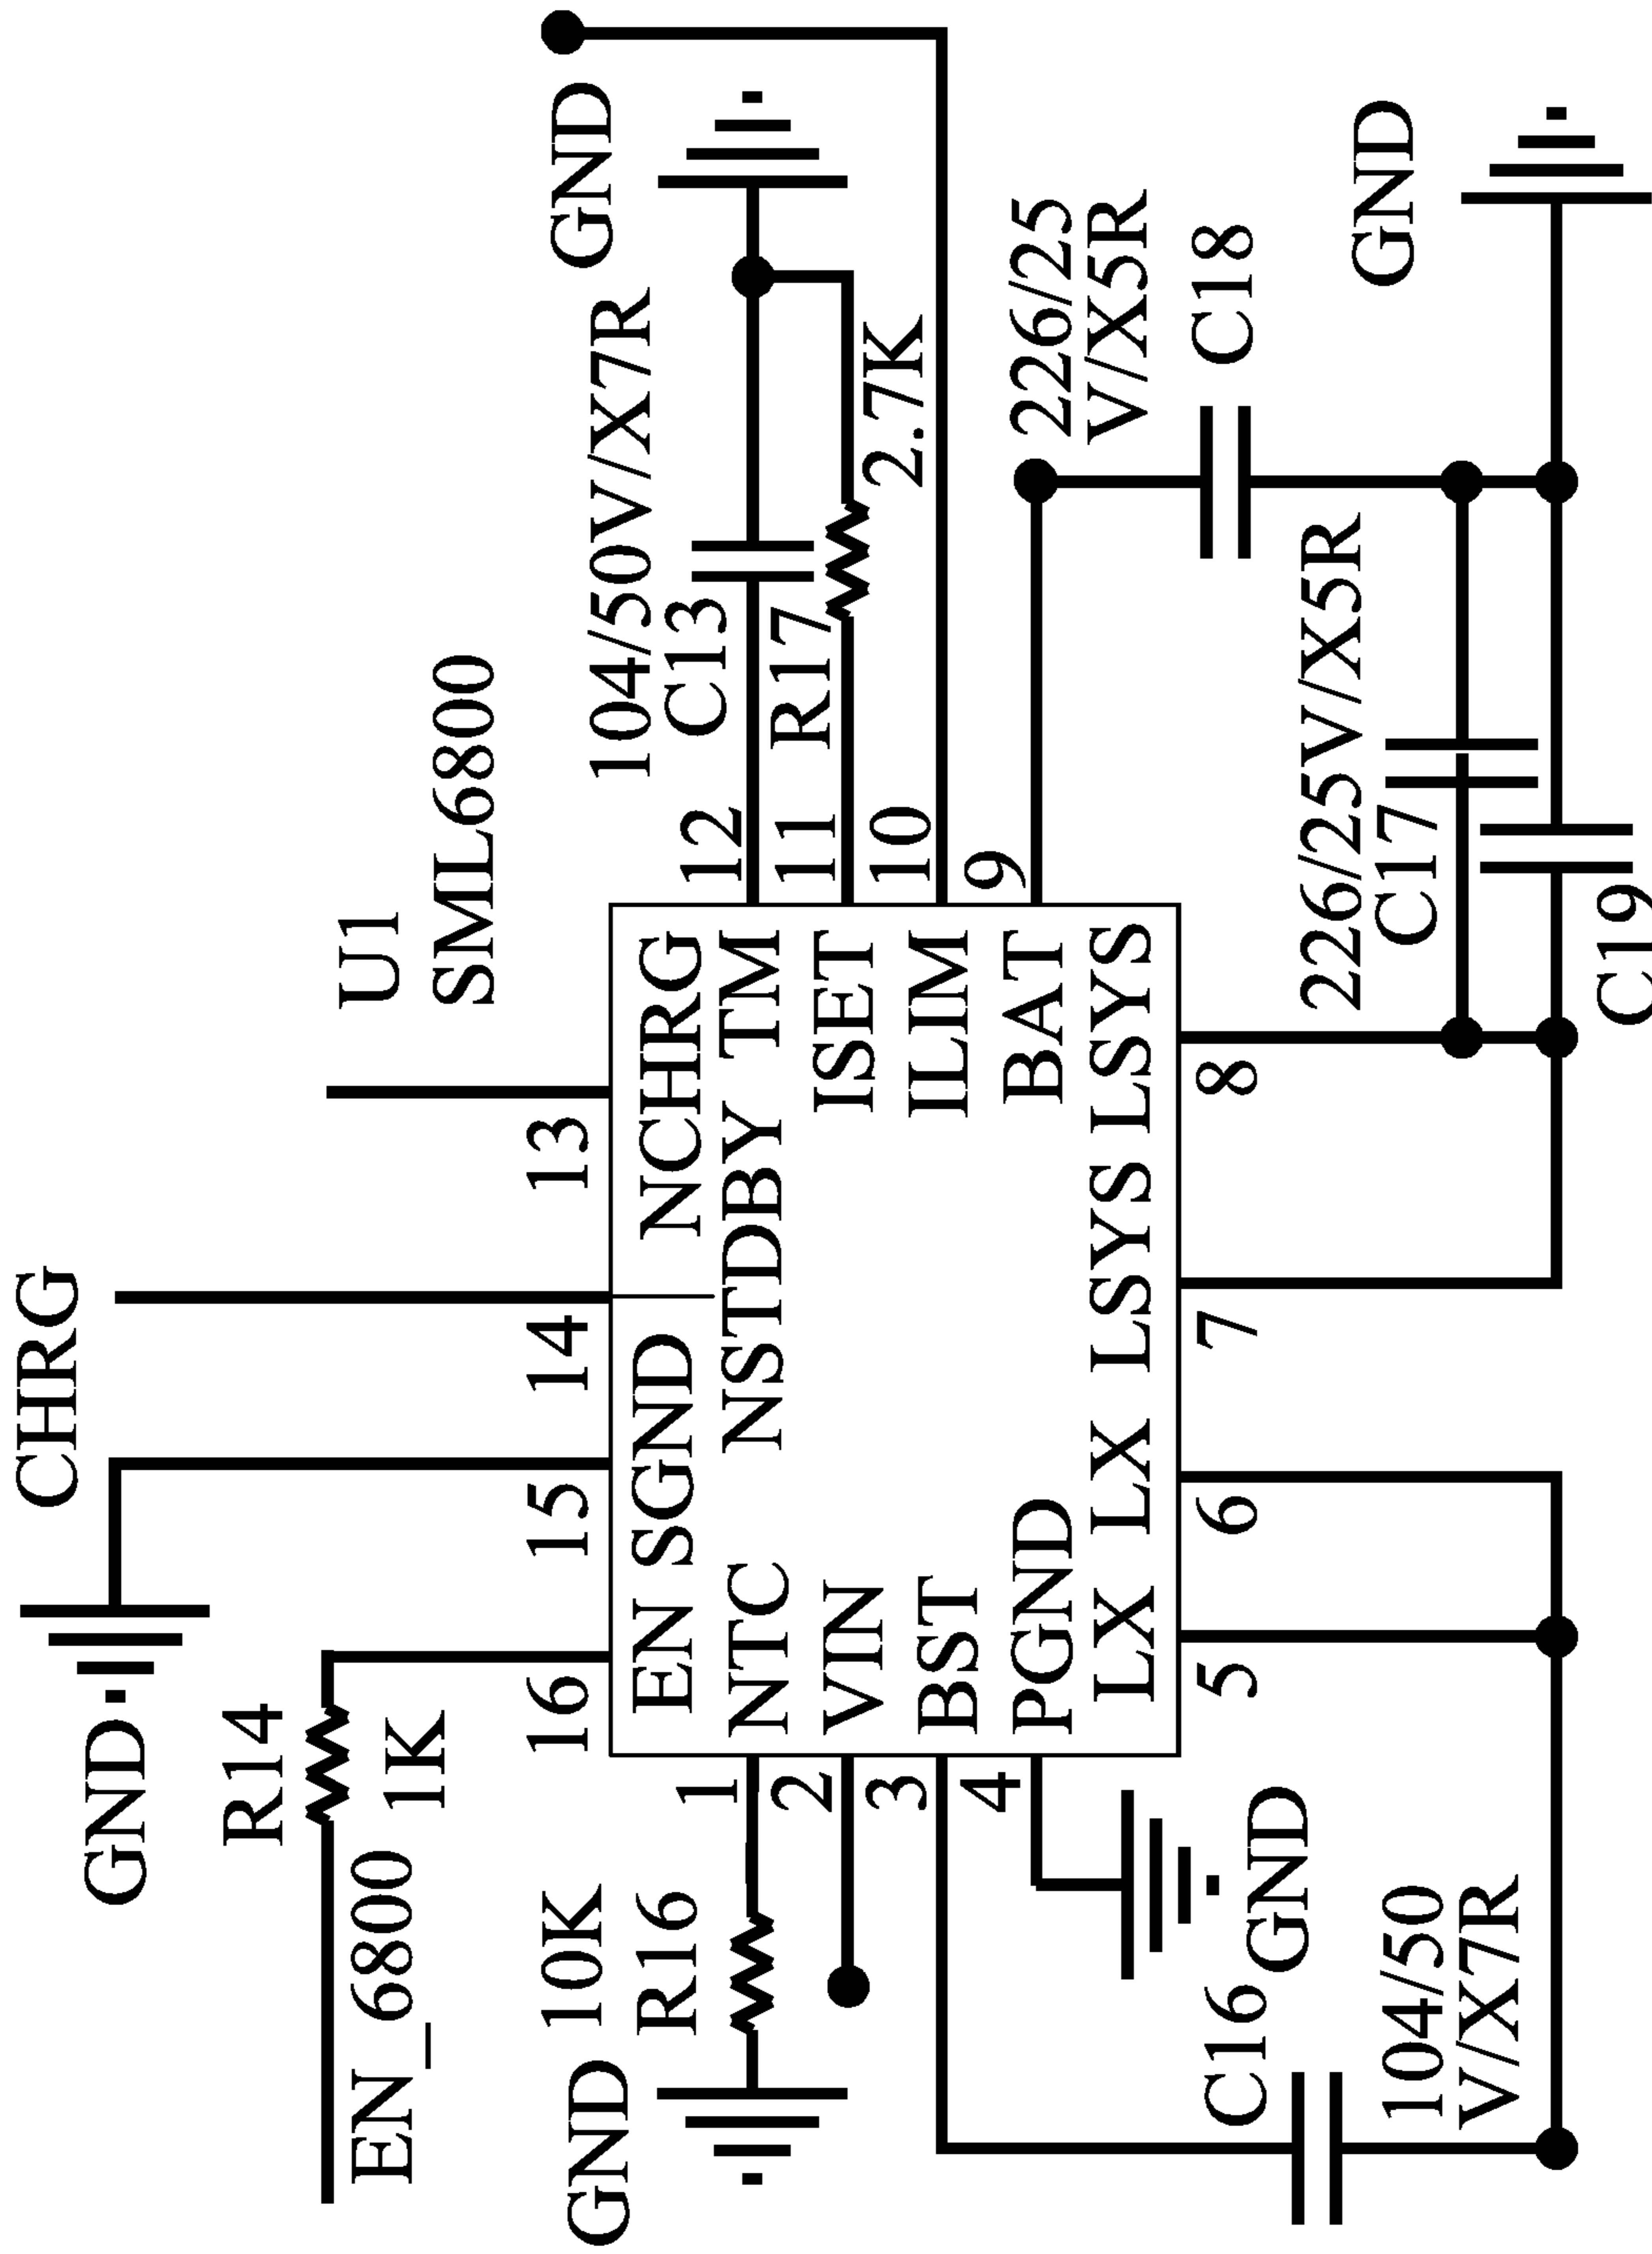 CHRG
GND
R14
U1
EN_6800
1K
SML6800
16
15
14
13
GND
10K
GND
104/50V/X7R
R16
EN SGND
NCHRG
C13
1
NTC
NSTDBY
TM
12
R17
2
VIN
ISET
11
2.7K
3
BST
ILIM
10
4
PGND
BAT
9
226/25
V/X5R
LX
LX
LSYS
LSYS
5
6
7
8
C18
C16
GND
226/25V/X5R
GND
C17
104/50
V/X7R
C19